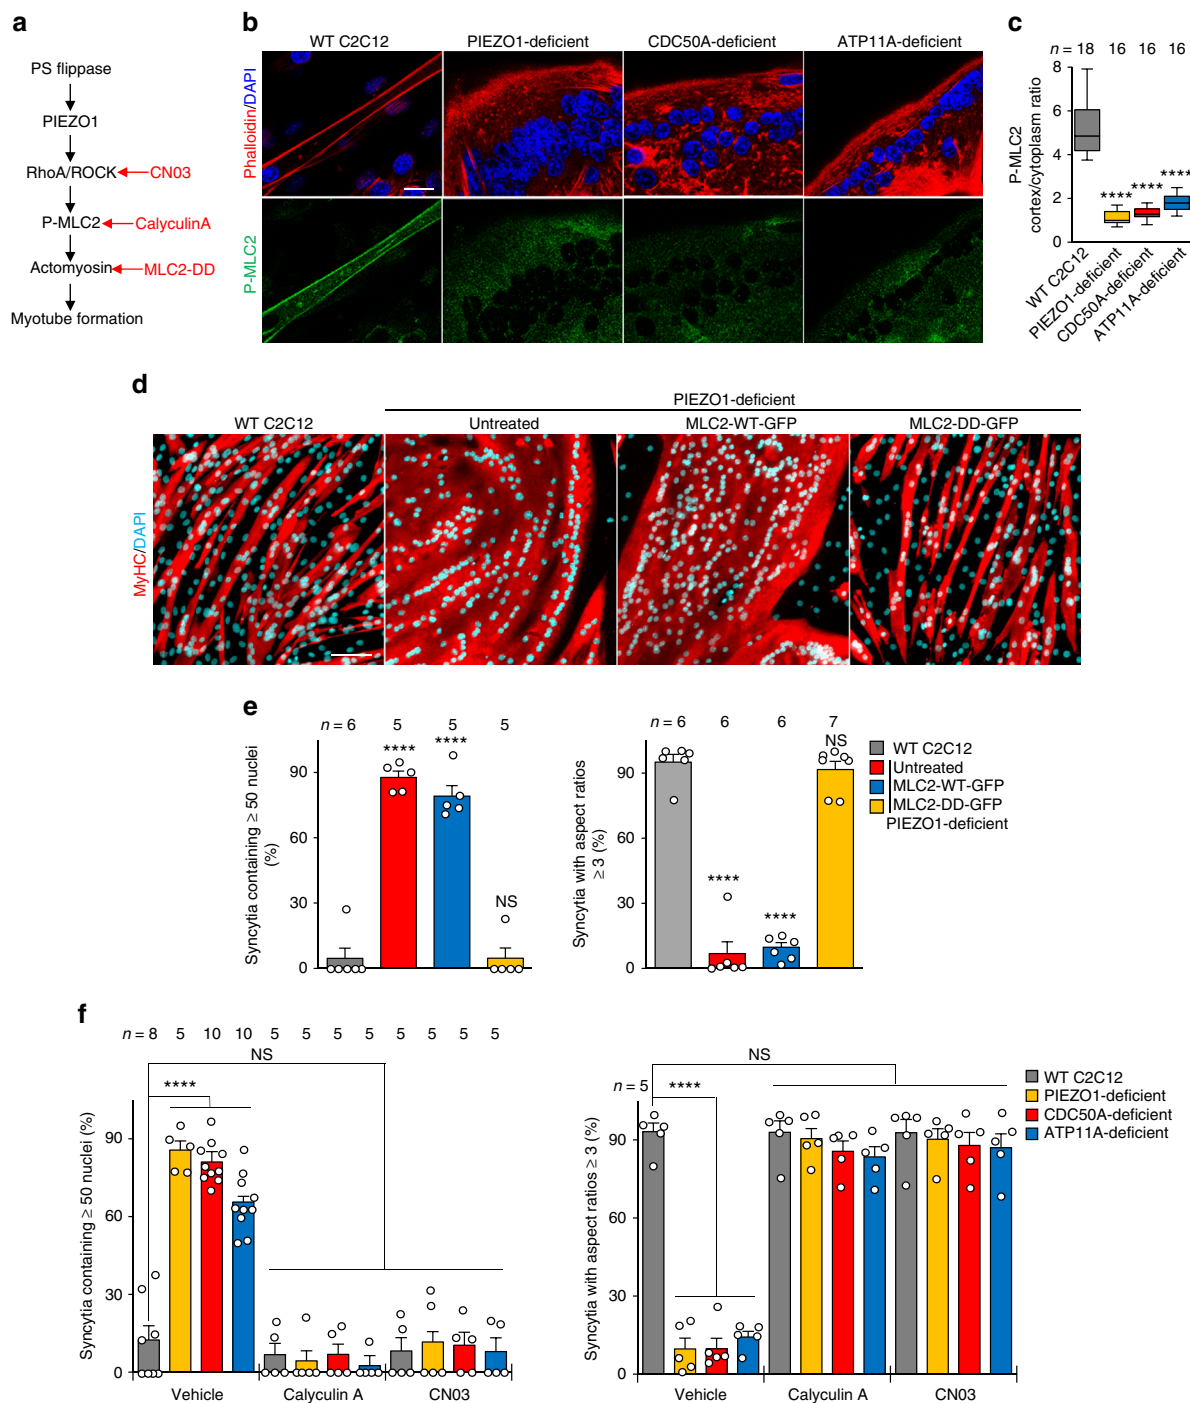 a
PS flippase
PIEZO1
RhoA/ROCK
CN03
P-MLC2
CalyculinA
Actomyosin
MLC2-DD
Myotube formation
b
WT C2C12
PIEZO1-deficient
CDC50A-deficient
ATP11A-deficient
Phalloidin/DAPI
P-MLC2
c
n = 18 16 16 16
P-MLC2
cortex/cytoplasm ratio
8
6
4
2
0
****
****
****
WT C2C12
PIEZO1-deficient
CDC50A-deficient
ATP11A-deficient
d
PIEZO1-deficient
WT C2C12
Untreated
MLC2-WT-GFP
MLC2-DD-GFP
MyHC/DAPI
e
n = 6 5 5 5
Syncytia containing ≥ 50 nuclei
(%)
90
60
30
0
****
****
NS
n = 6 6 6 7
Syncytia with aspect ratios
≥ 3 (%)
90
60
30
0
****
****
NS
WT C2C12
Untreated
MLC2-WT-GFP
MLC2-DD-GFP
PIEZO1-deficient
f
n = 8 5 10 10 5 5 5 5 5 5 5 5
NS
****
Syncytia containing ≥ 50 nuclei (%)
90
60
30
0
Vehicle
Calyculin A
CN03
NS
n = 5
****
Syncytia with aspect ratios ≥ 3 (%)
90
60
30
0
Vehicle
Calyculin A
CN03
WT C2C12
PIEZO1-deficient
CDC50A-deficient
ATP11A-deficient